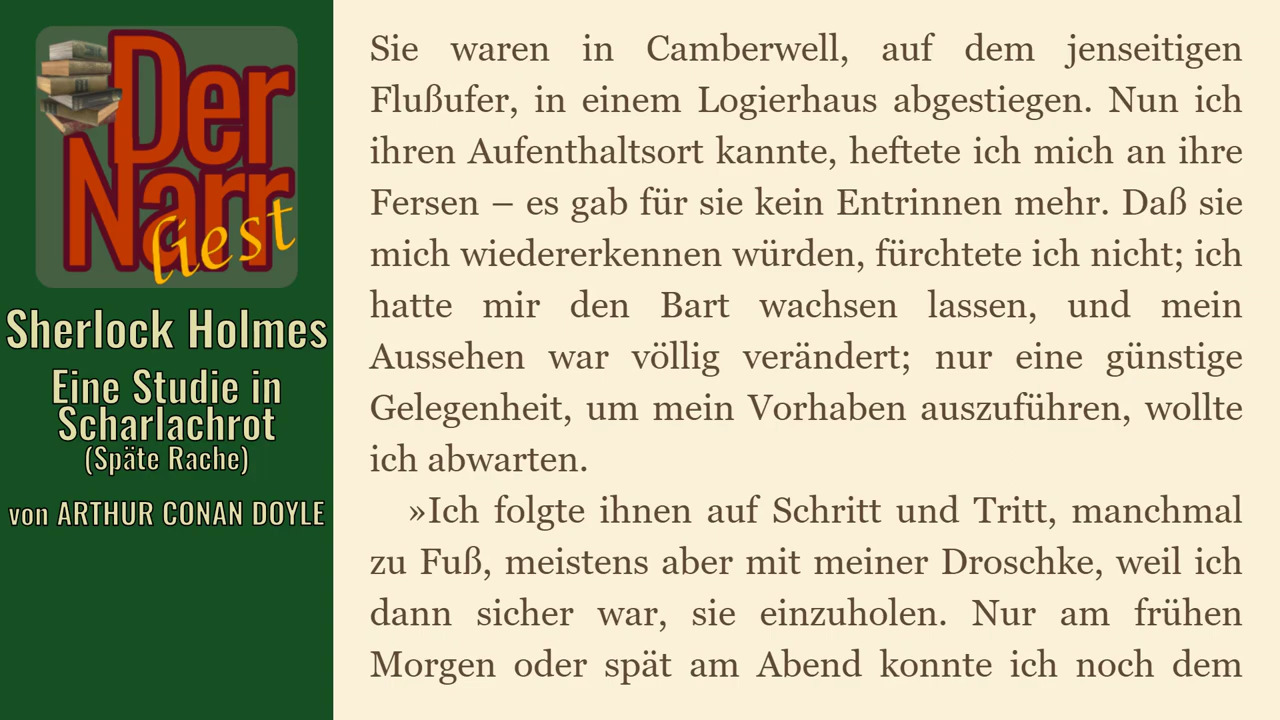 Der
Narr
liest
Sherlock Holmes
Eine Studie in
Scharlachrot
(Späte Rache)
von ARTHUR CONAN DOYLE
Sie waren in Camberwell, auf dem jenseitigen
Flußufer, in einem Logierhaus abgestiegen. Nun ich
ihren Aufenthaltsort kannte, heftete ich mich an ihre
Fersen – es gab für sie kein Entrinnen mehr. Daß sie
mich wiedererkennen würden, fürchtete ich nicht; ich
hatte mir den Bart wachsen lassen, und mein
Aussehen war völlig verändert; nur eine günstige
Gelegenheit, um mein Vorhaben auszuführen, wollte
ich abwarten.
»Ich folgte ihnen auf Schritt und Tritt, manchmal
zu Fuß, meistens aber mit meiner Droschke, weil ich
dann sicher war, sie einzuholen. Nur am frühen
Morgen oder spät am Abend konnte ich noch dem